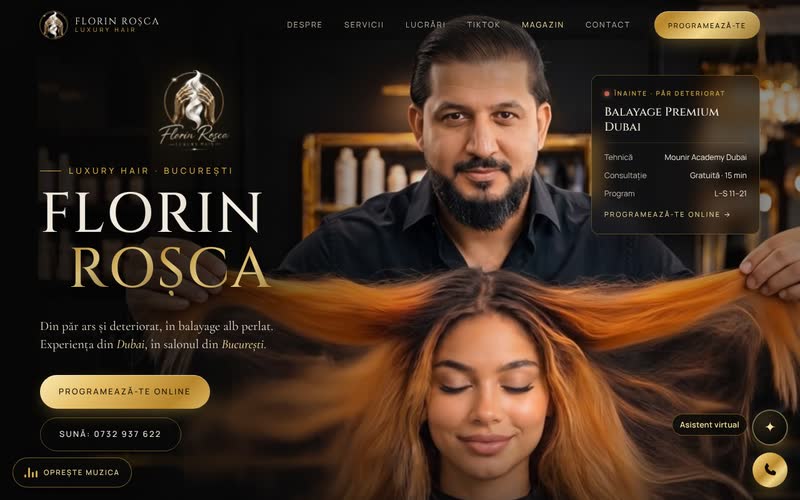 FLORIN ROȘCA
LUXURY HAIR
DESPRE SERVICII LUCRĂRI TIKTOK MAGAZIN CONTACT
PROGRAMEAZĂ-TE
Florin Roșca
LUXURY HAIR
LUXURY HAIR · BUCUREȘTI
FLORIN
ROȘCA
Din păr ars și deteriorat, în balayage alb perlat.
Experiența din Dubai, în salonul din București.
PROGRAMEAZĂ-TE ONLINE
SUNĂ: 0732 937 622
OPREȘTE MUZICA
ÎNAINTE · PĂR DETERIORAT
BALAYAGE PREMIUM
DUBAI
Tehnică Mounir Academy Dubai
Consultație Gratuită · 15 min
Program L–S 11–21
PROGRAMEAZĂ-TE ONLINE →
Asistent virtual